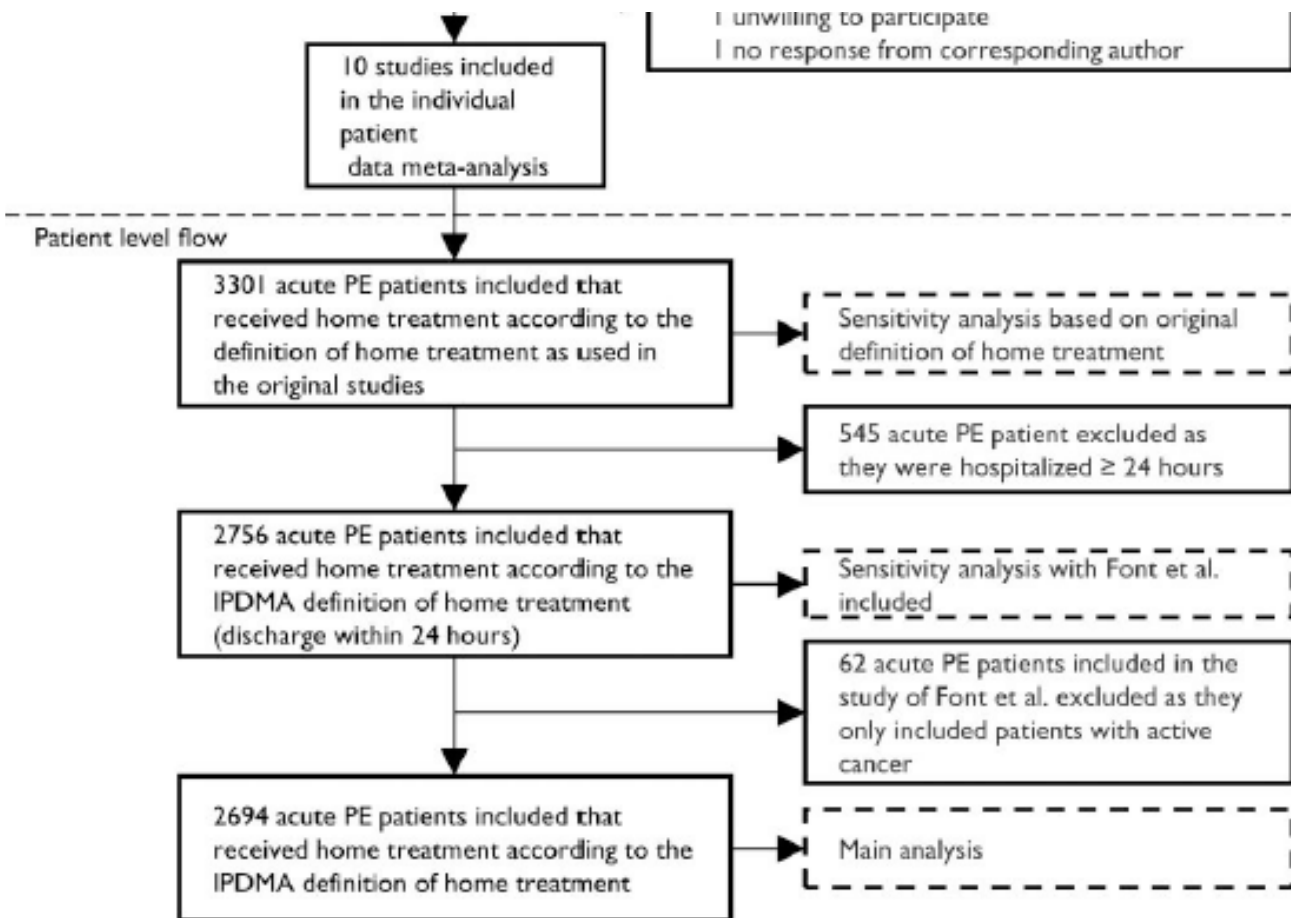 1 unwilling to participate
1 no response from corresponding author
10 studies included
in the individual
patient
data meta-analysis
Patient level flow
3301 acute PE patients included that
received home treatment according to the
definition of home treatment as used in
the original studies
Sensitivity analysis based on original
definition of home treatment
545 acute PE patient excluded as
they were hospitalized ≥ 24 hours
2756 acute PE patients included that
received home treatment according to the
IPDMA definition of home treatment
(discharge within 24 hours)
Sensitivity analysis with Font et al.
included
62 acute PE patients included in the
study of Font et al. excluded as they
only included patients with active
cancer
2694 acute PE patients included that
received home treatment according to the
IPDMA definition of home treatment
Main analysis